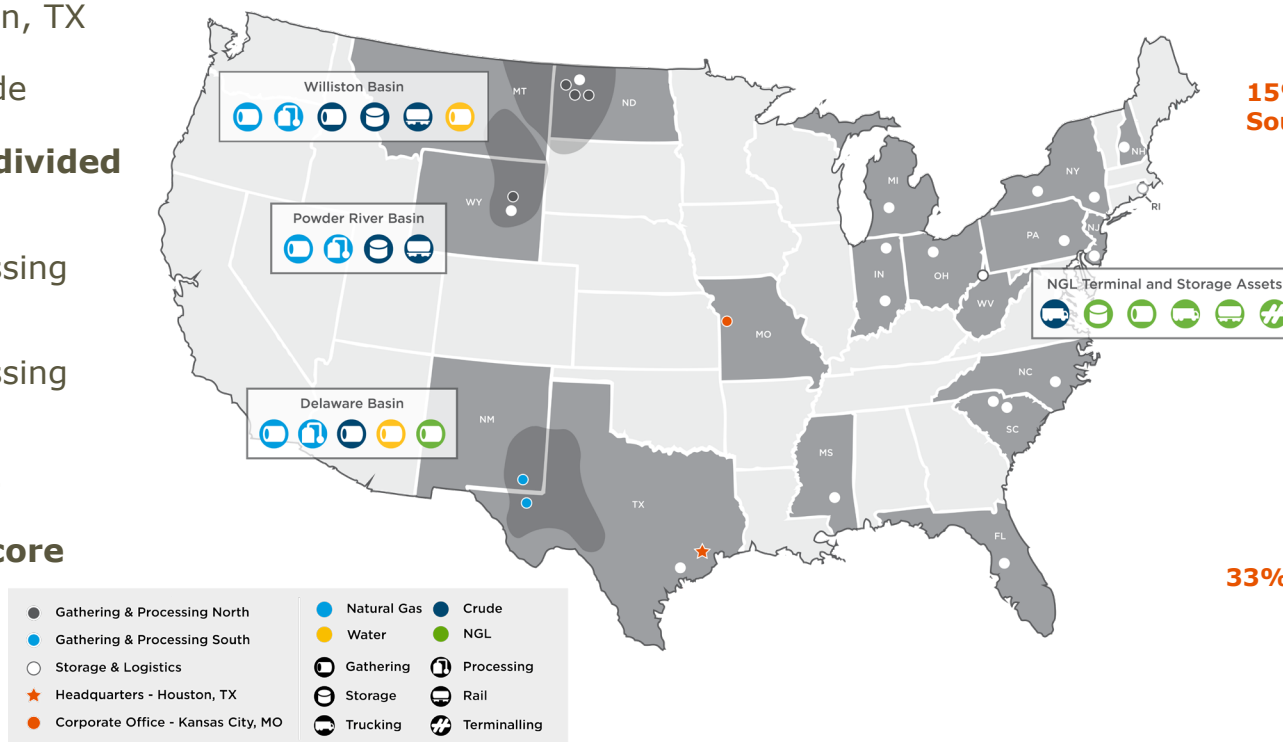 n, TX
de
divided
ssing
ssing
core
15%
Sou
33%
Williston Basin
Powder River Basin
Delaware Basin
NGL Terminal and Storage Assets
MT
ND
WY
NM
TX
MO
MS
MI
IN
OH
WV
PA
NY
NJ
NH
RI
NC
SC
FL
Gathering & Processing North
Gathering & Processing South
Storage & Logistics
Headquarters - Houston, TX
Corporate Office - Kansas City, MO
Natural Gas
Crude
Water
NGL
Gathering
Processing
Storage
Rail
Trucking
Terminalling